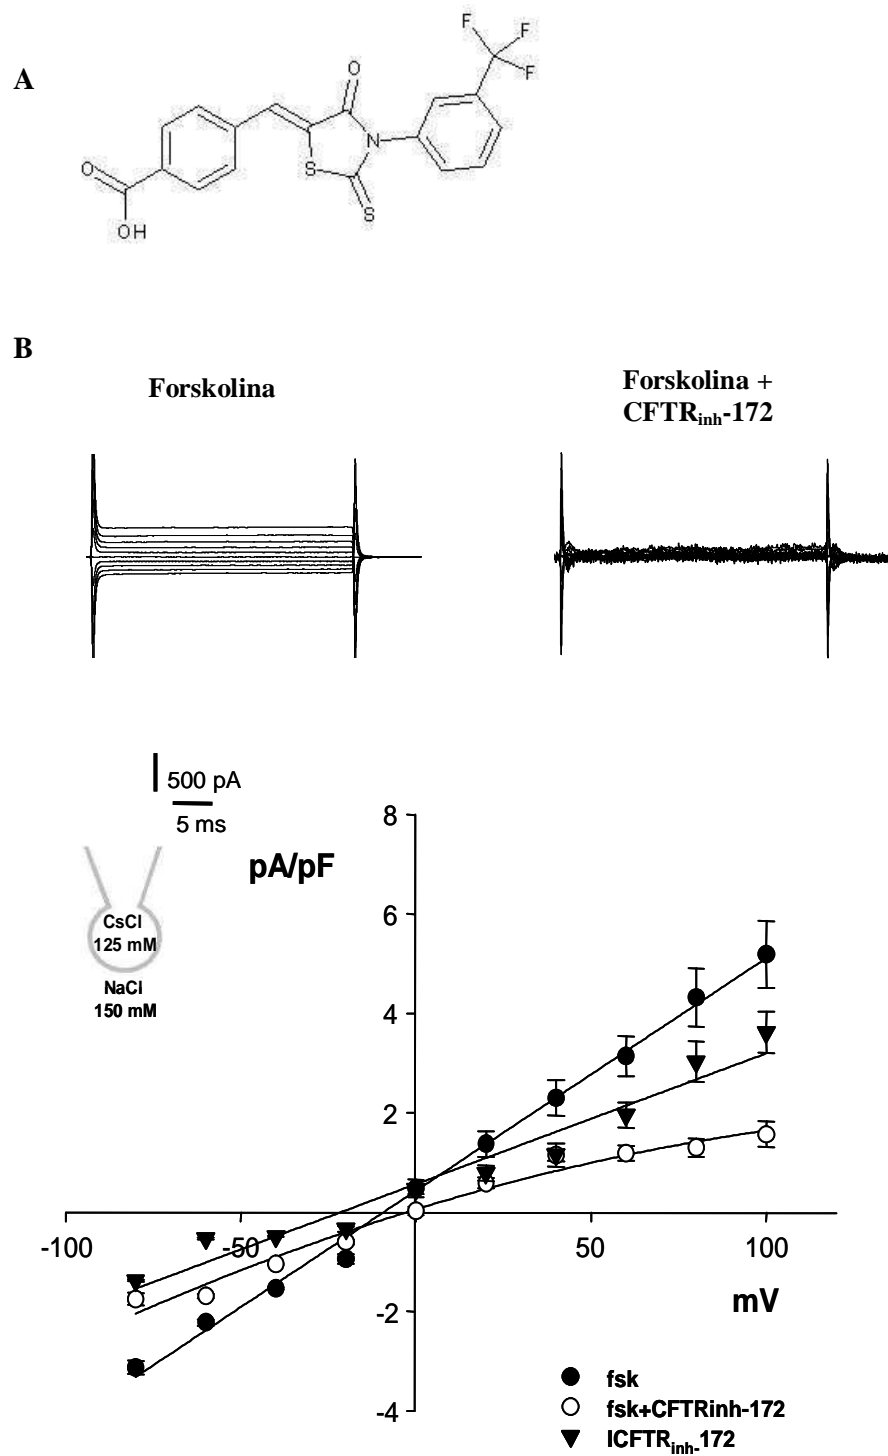 A
F
F
F
O
N
S
S
O
OH
B
Forskolina
Forskolina +
CFTRinh-172
500 pA
5 ms
pA/pF
CsCl
125 mM
NaCl
150 mM
8
6
4
2
-2
-4
-100
-50
50
100
mV
fsk
fsk+CFTRinh-172
ICFTRinh-172